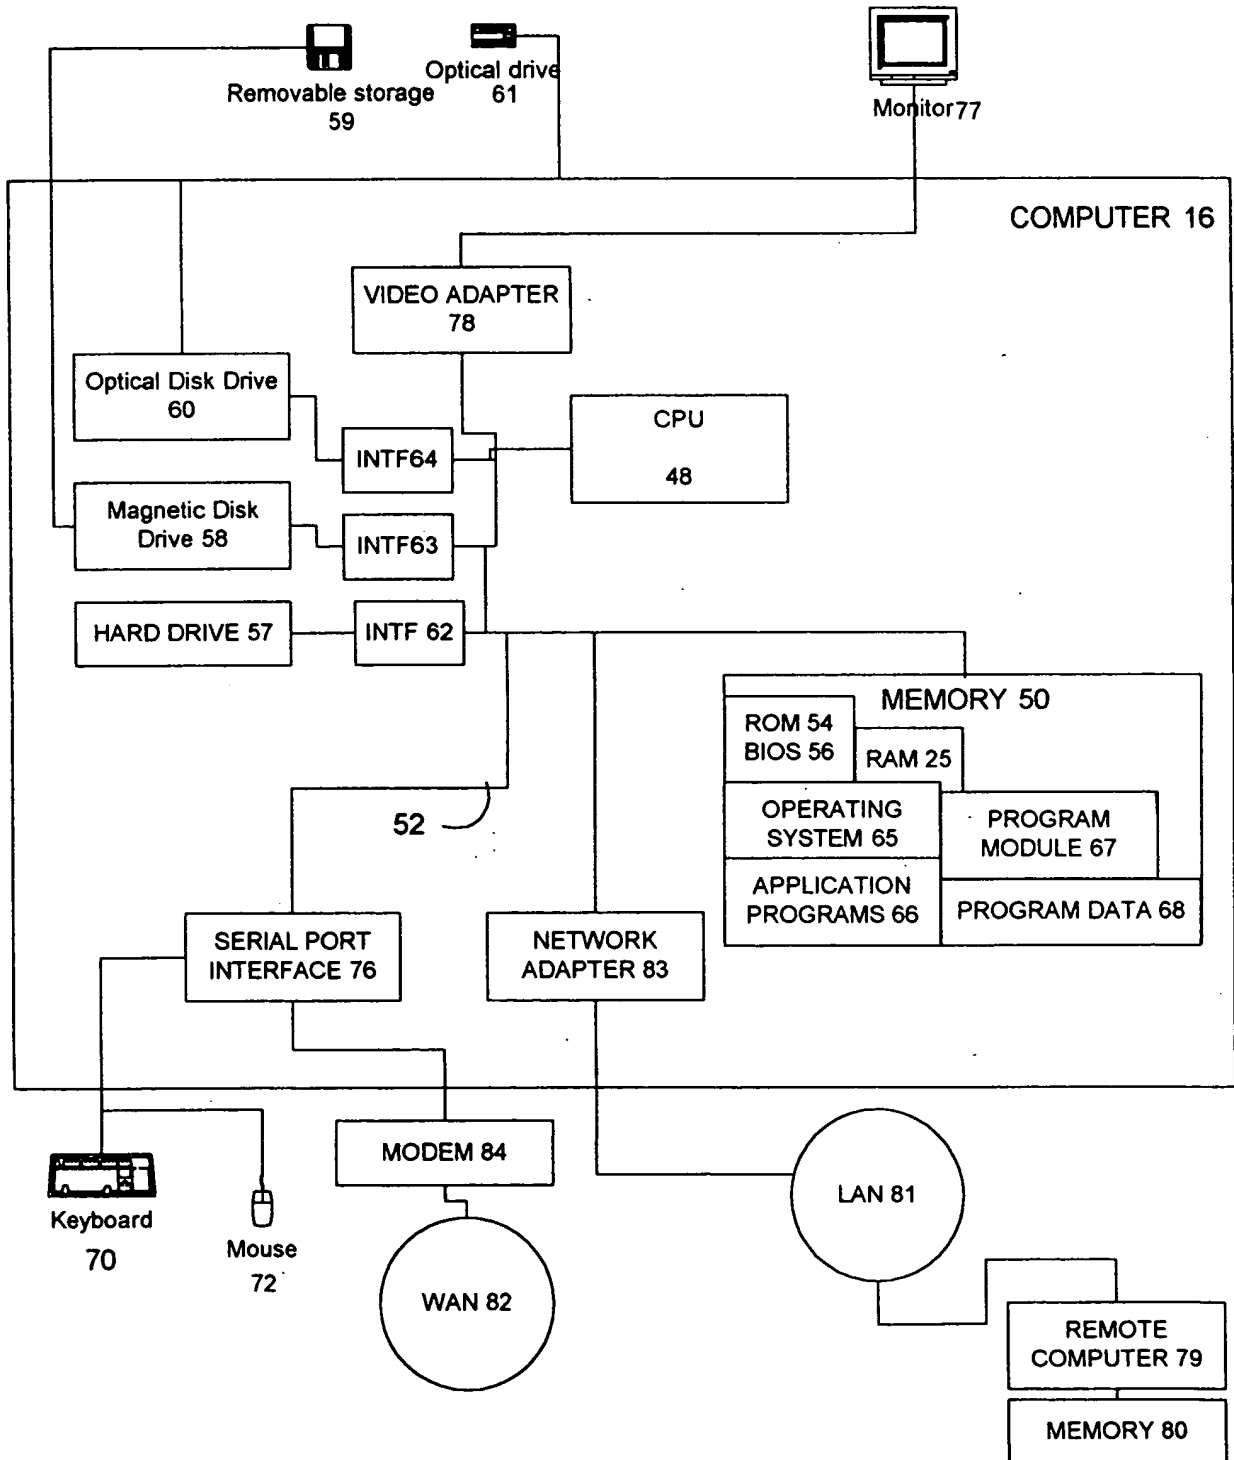 Removable storage
59
Optical drive
61
Monitor77
COMPUTER 16
VIDEO ADAPTER
78
Optical Disk Drive
60
CPU
48
INTF64
Magnetic Disk
Drive 58
INTF63
HARD DRIVE 57
INTF 62
MEMORY 50
ROM 54
BIOS 56
RAM 25
OPERATING
SYSTEM 65
PROGRAM
MODULE 67
APPLICATION
PROGRAMS 66
PROGRAM DATA 68
52
SERIAL PORT
INTERFACE 76
NETWORK
ADAPTER 83
MODEM 84
LAN 81
Keyboard
70
Mouse
72
WAN 82
REMOTE
COMPUTER 79
MEMORY 80